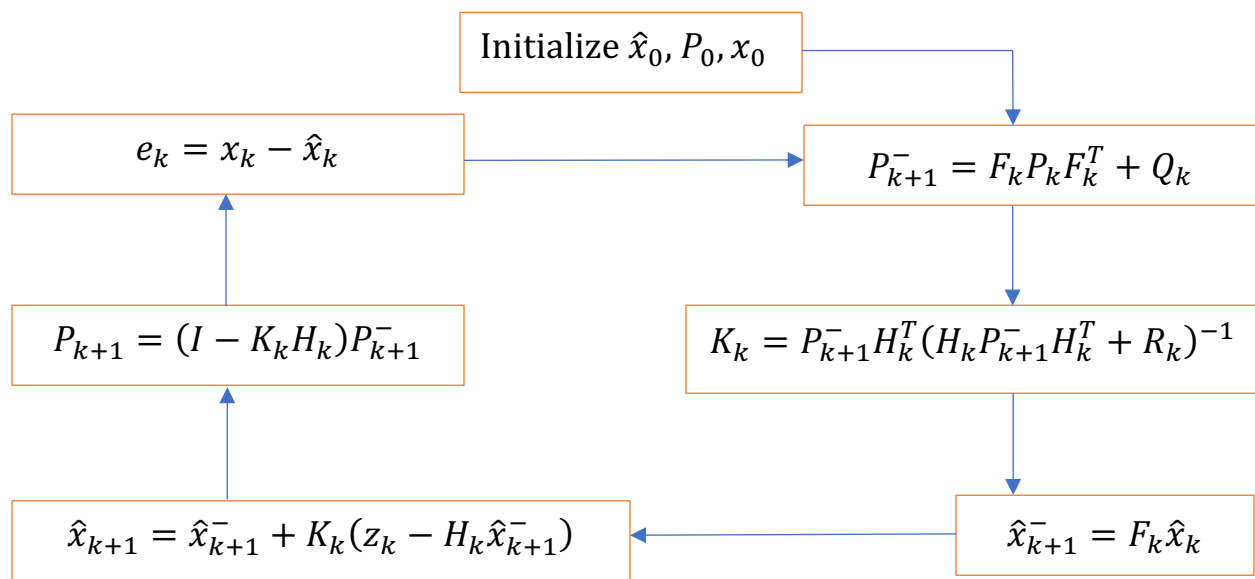 Initialize x̂₀, P₀, x₀
eₖ = xₖ − x̂ₖ
P⁻ₖ₊₁ = FₖPₖFₖᵀ + Qₖ
Pₖ₊₁ = (I − KₖHₖ)P⁻ₖ₊₁
Kₖ = P⁻ₖ₊₁Hₖᵀ(HₖP⁻ₖ₊₁Hₖᵀ + Rₖ)⁻¹
x̂ₖ₊₁ = x̂⁻ₖ₊₁ + Kₖ(zₖ − Hₖx̂⁻ₖ₊₁)
x̂⁻ₖ₊₁ = Fₖx̂ₖ